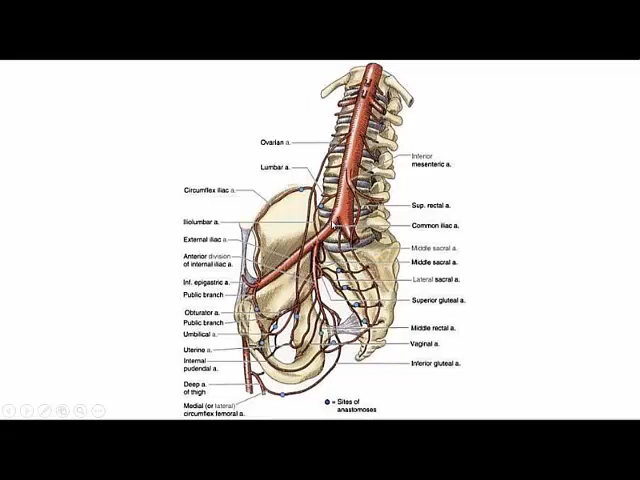 Ovarian a.
Lumbar a.
Circumflex iliac a.
Iliolumbar a.
External iliac a
Anterior division
of internal iliac a.
Inf. epigastric a.
Public branch
Obturator a.
Public branch
Umbilical a.
Uterine a.
Internal
pudendal a.
Deep a.
of thigh
Medial (or lateral)
circumflex femoral a.
Inferior
mesenteric a.
Sup. rectal a.
Common iliac a.
Middle sacral a.
Middle sacral a.
Lateral sacral a.
Superior gluteal a.
Middle rectal a.
Vaginal a.
Inferior gluteal a.
= Sites of
anastomoses